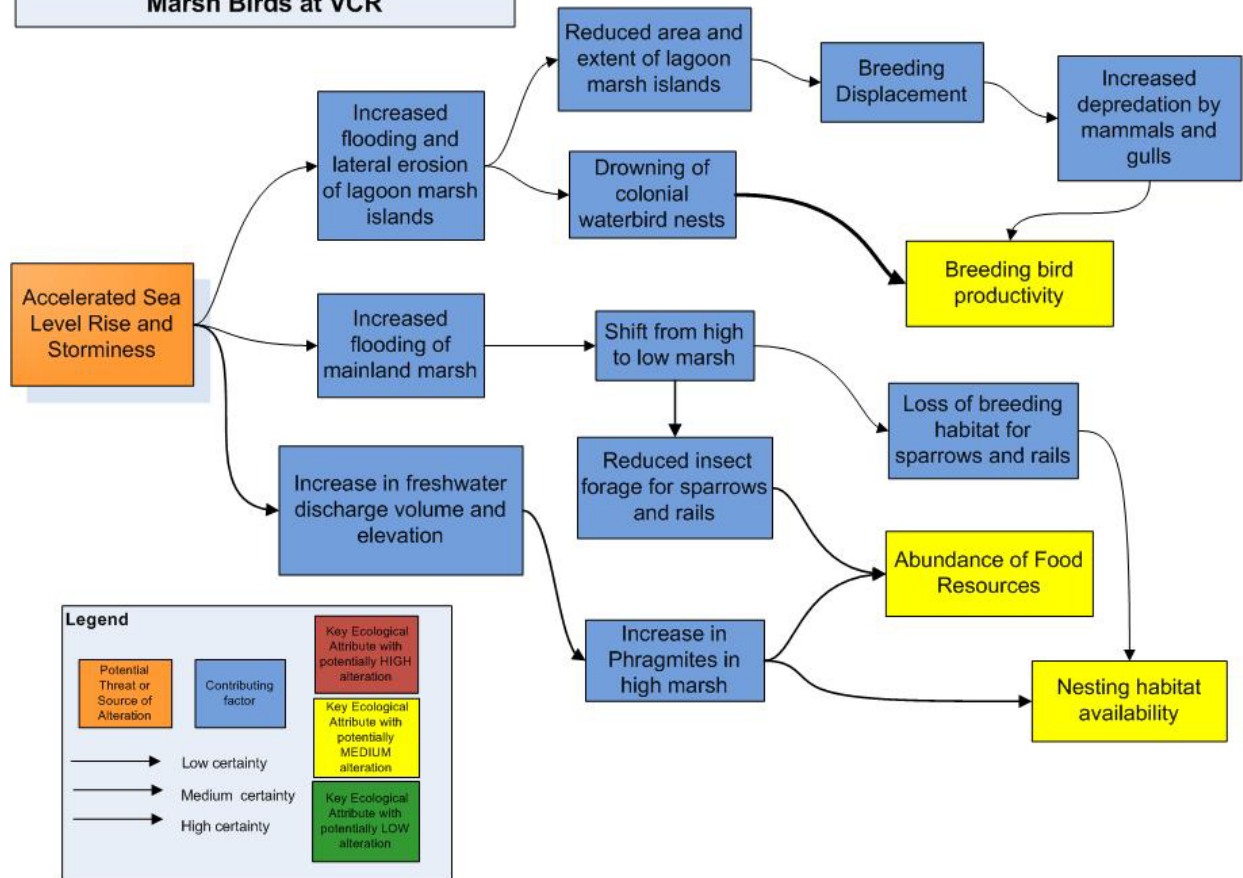 Marsh Birds at VCR
Reduced area and
extent of lagoon
marsh islands
Breeding
Displacement
Increased
depredation by
mammals and
gulls
Increased
flooding and
lateral erosion
of lagoon marsh
islands
Drowning of
colonial
waterbird nests
Breeding bird
productivity
Accelerated Sea
Level Rise and
Storminess
Increased
flooding of
mainland marsh
Shift from high
to low marsh
Loss of breeding
habitat for
sparrows and rails
Increase in freshwater
discharge volume and
elevation
Reduced insect
forage for sparrows
and rails
Abundance of Food
Resources
Increase in
Phragmites in
high marsh
Nesting habitat
availability
Legend
Potential
Threat or
Source of
Alteration
Contributing
factor
Key Ecological
Attribute with
potentially HIGH
alteration
Key Ecological
Attribute with
potentially
MEDIUM
alteration
Key Ecological
Attribute with
potentially LOW
alteration
Low certainty
Medium certainty
High certainty